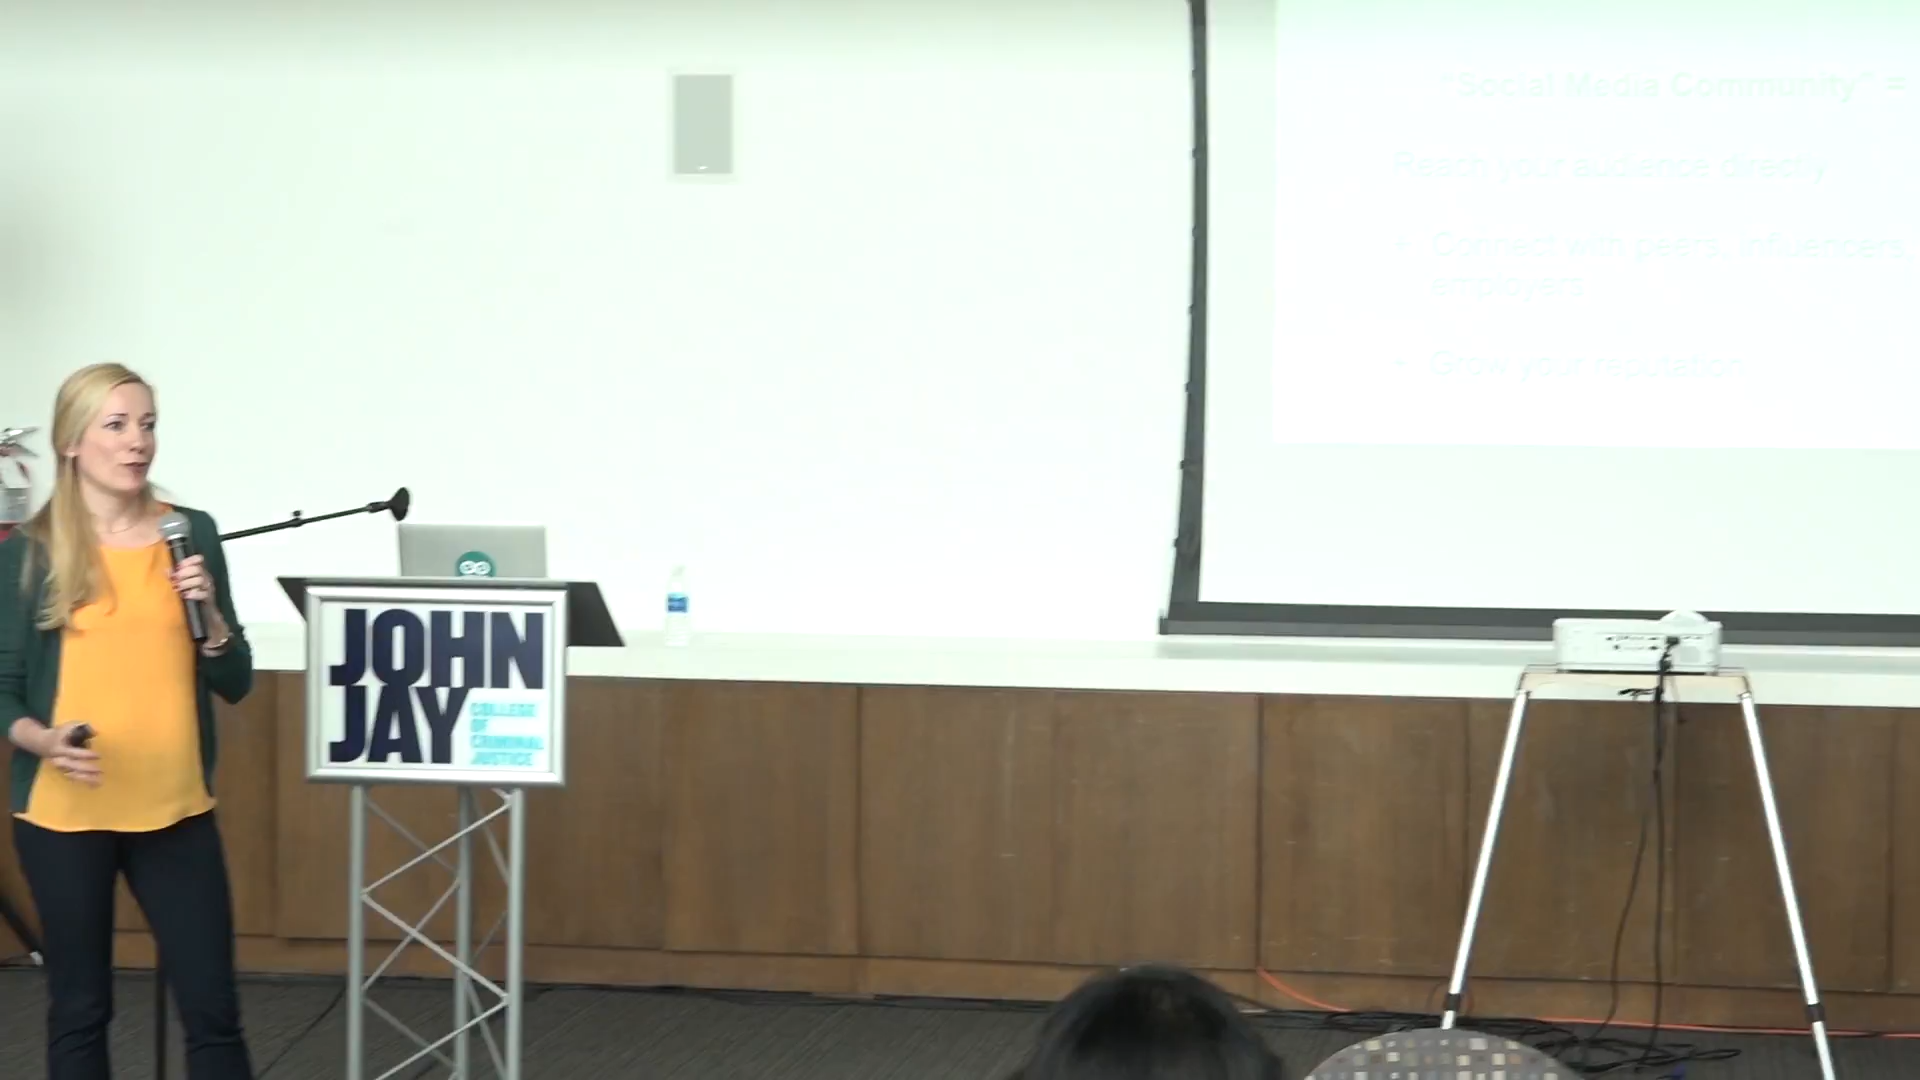 "Social Media Community" =
Reach your audience directly
+ Connect with peers, influencers,
employers
+ Grow your reputation
JOHN
JAY
COLLEGE
OF
CRIMINAL
JUSTICE